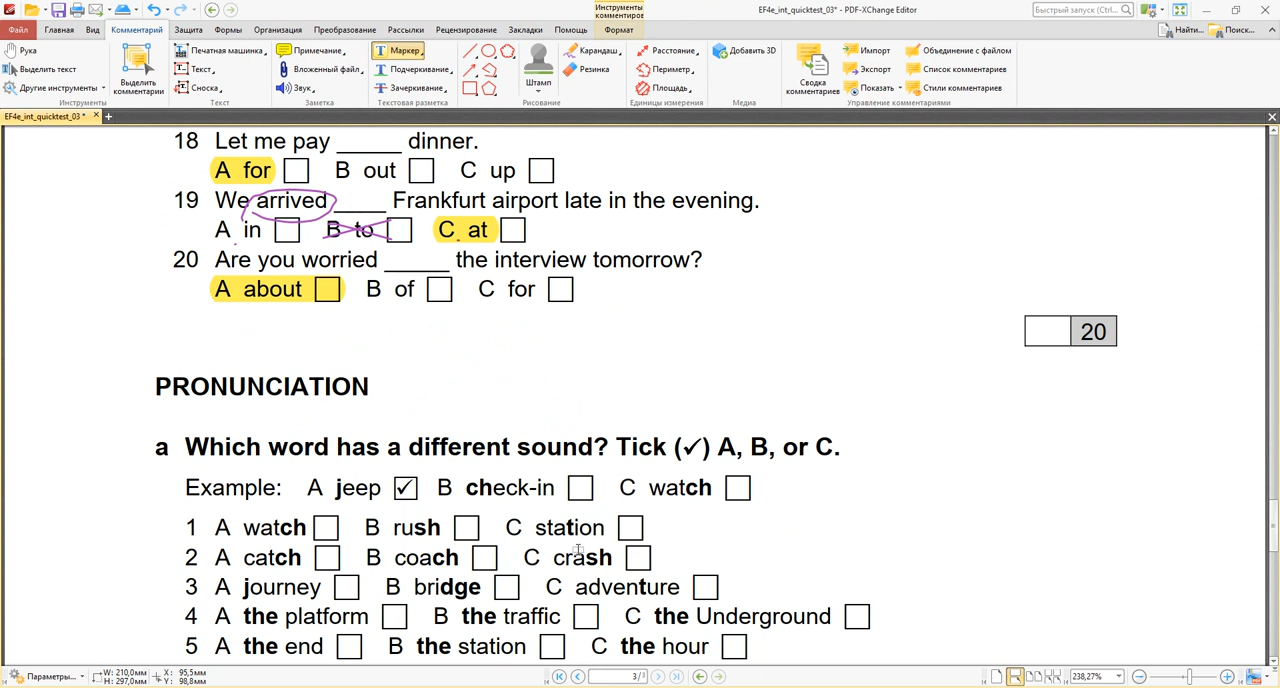 Инструменты комментиров
EF4e_int_quicktest_03* - PDF-XChange Editor
Быстрый запуск (Ctrl...
Файл Главная Вид Комментарий Защита Формы Организация Преобразование Рассылки Рецензирование Закладки Помощь Формат Найти... Поиск...
Рука
Выделить текст
Другие инструменты
Инструменты
Выделить комментарии
Печатная машинка
Текст
Сноска
Текст
Примечание
Вложенный файл
Звук
Заметка
T Маркер
Подчеркивание
Зачеркивание
Текстовая разметка
Штамп
Карандаш
Резинка
Рисование
Расстояние
Периметр
Площадь
Единицы измерения
Добавить 3D
Медиа
Сводка комментариев
Импорт
Экспорт
Показать
Объединение с файлом
Список комментариев
Стили комментариев
Управление комментариями
EF4e_int_quicktest_03 *
18 Let me pay _____ dinner.
A for B out C up
19 We arrived ____ Frankfurt airport late in the evening.
A in B to C at
20 Are you worried _____ the interview tomorrow?
A about B of C for
20
PRONUNCIATION
a Which word has a different sound? Tick (✓) A, B, or C.
Example: A jeep ✓ B check-in C watch
1 A watch B rush C station
2 A catch B coach C crash
3 A journey B bridge C adventure
4 A the platform B the traffic C the Underground
5 A the end B the station C the hour
Параметры...
W: 210,0мм
H: 297,0мм
X: 95,5мм
Y: 98,8мм
238,27%